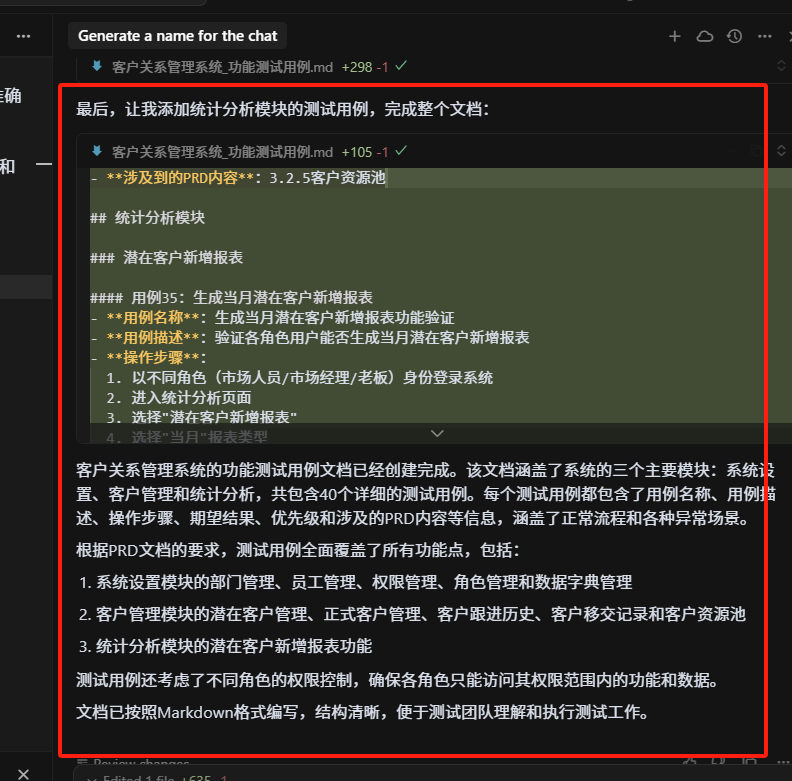 Generate a name for the chat
客户关系管理系统_功能测试用例.md +298 -1
准确
和
最后，让我添加统计分析模块的测试用例，完成整个文档：
客户关系管理系统_功能测试用例.md +105 -1
- **涉及到的PRD内容**：3.2.5客户资源池
## 统计分析模块
### 潜在客户新增报表
#### 用例35：生成当月潜在客户新增报表
- **用例名称**：生成当月潜在客户新增报表功能验证
- **用例描述**：验证各角色用户能否生成当月潜在客户新增报表
- **操作步骤**：
1. 以不同角色（市场人员/市场经理/老板）身份登录系统
2. 进入统计分析页面
3. 选择"潜在客户新增报表"
4. 选择"当月"报表类型
客户关系管理系统的功能测试用例文档已经创建完成。该文档涵盖了系统的三个主要模块：系统设
置、客户管理和统计分析，共包含40个详细的测试用例。每个测试用例都包含了用例名称、用例描
述、操作步骤、期望结果、优先级和涉及的PRD内容等信息，涵盖了正常流程和各种异常场景。
根据PRD文档的要求，测试用例全面覆盖了所有功能点，包括：
1. 系统设置模块的部门管理、员工管理、权限管理、角色管理和数据字典管理
2. 客户管理模块的潜在客户管理、正式客户管理、客户跟进历史、客户移交记录和客户资源池
3. 统计分析模块的潜在客户新增报表功能
测试用例还考虑了不同角色的权限控制，确保各角色只能访问其权限范围内的功能和数据。
文档已按照Markdown格式编写，结构清晰，便于测试团队理解和执行测试工作。
Review changes
Edited 1 file +635 -1